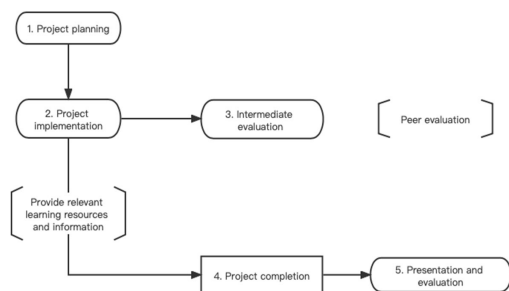 1. Project planning
2. Project
implementation
3. Intermediate
evaluation
Peer evaluation
Provide relevant
learning resources
and information
4. Project completion
5. Presentation and
evaluation